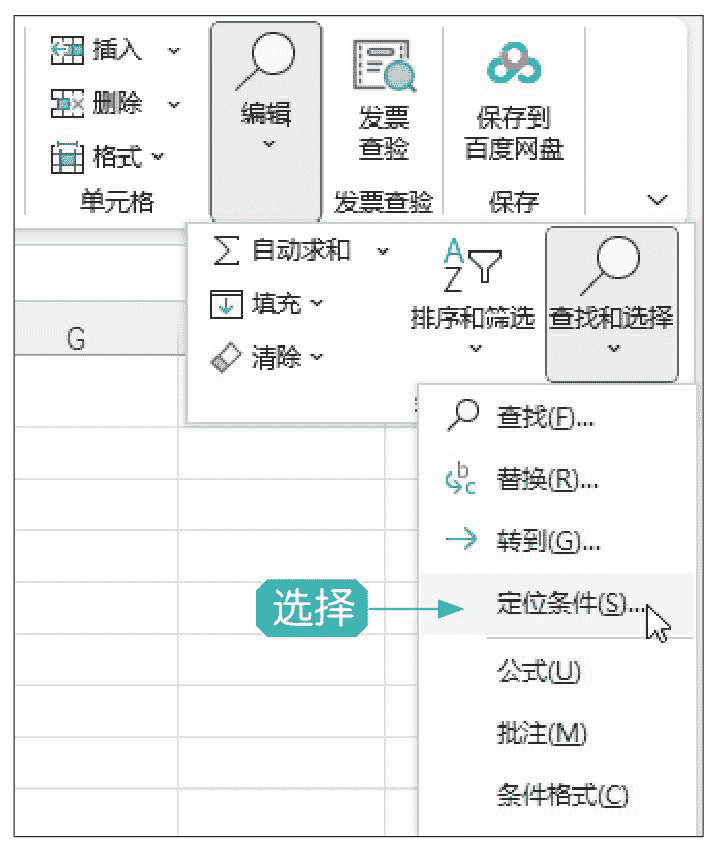 插入
删除
格式
单元格
编辑
发票
查验
发票查验
保存到
百度网盘
保存
自动求和
填充
清除
A
Z
排序和筛选
查找和选择
G
查找(F)...
b
c
替换(R)...
转到(G)...
选择
定位条件(S)...
公式(U)
批注(M)
条件格式(C)